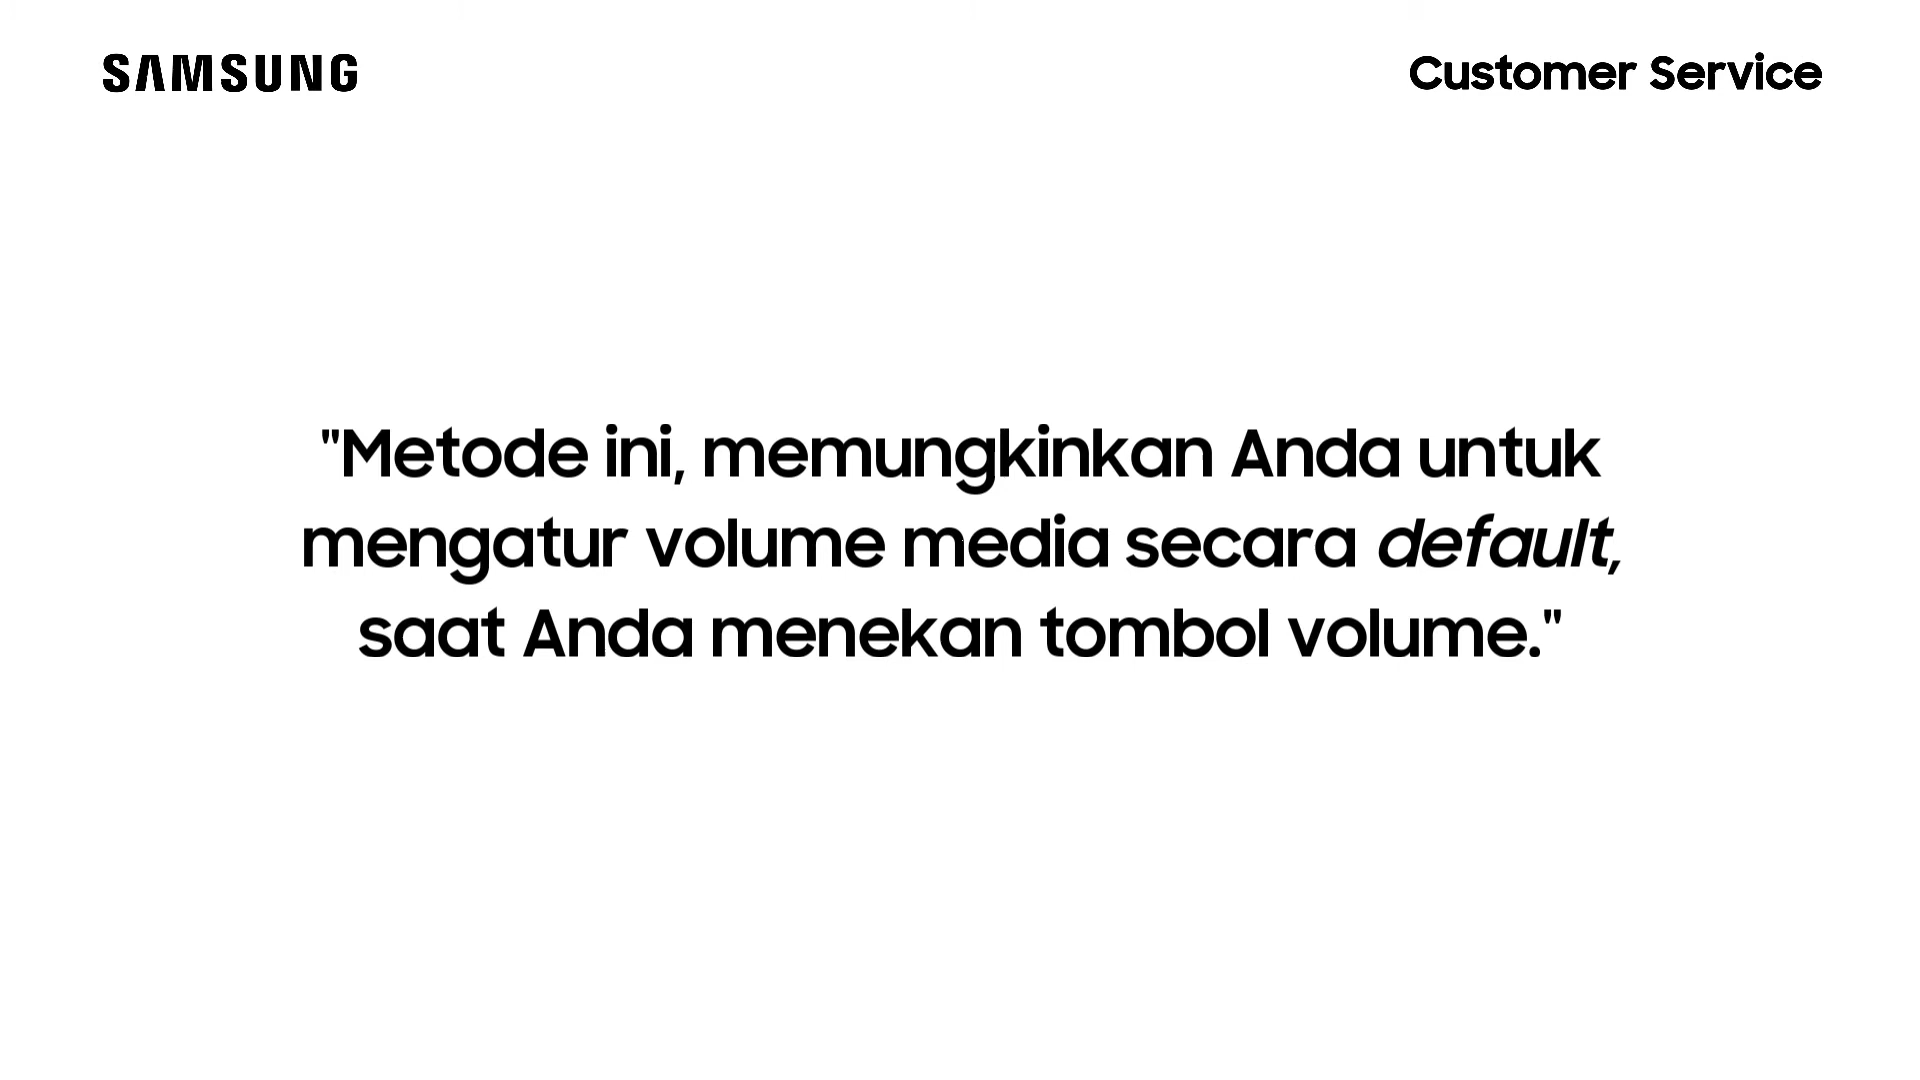 SAMSUNG
Customer Service
"Metode ini, memungkinkan Anda untuk
mengatur volume media secara default,
saat Anda menekan tombol volume."